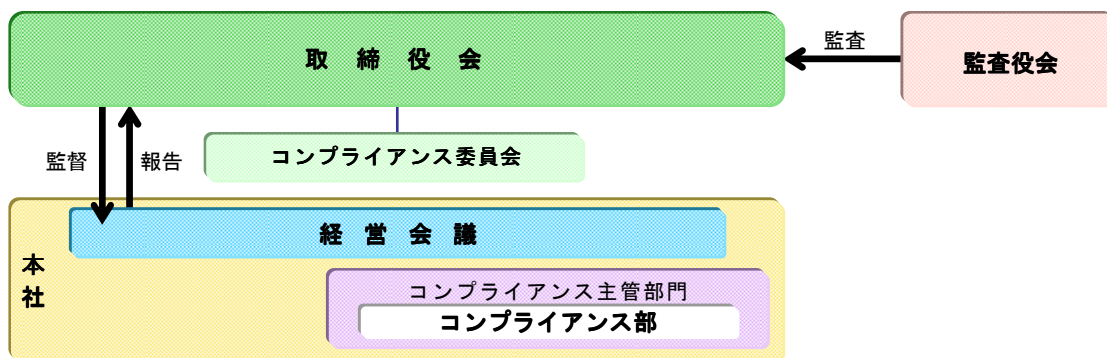 取締役会
監査
監査役会
監督
報告
コンプライアンス委員会
経営会議
本社
コンプライアンス主管部門
コンプライアンス部